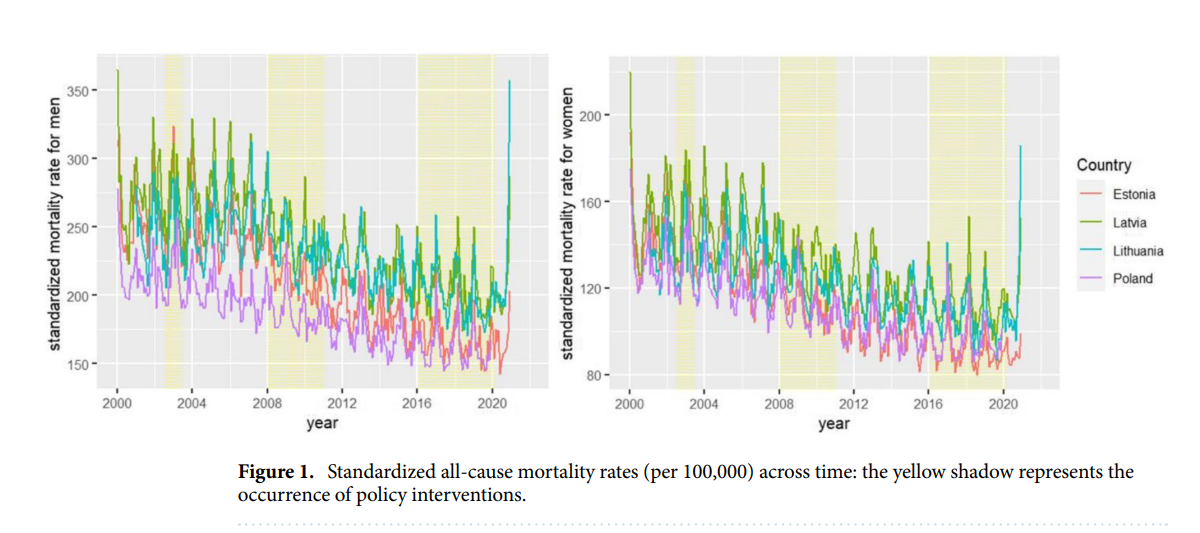 standardized mortality rate for men
350
300
250
200
150
2000 2004 2008 2012 2016 2020
year
standardized mortality rate for women
200
160
120
80
2000 2004 2008 2012 2016 2020
year
Country
Estonia
Latvia
Lithuania
Poland
Figure 1. Standardized all-cause mortality rates (per 100,000) across time: the yellow shadow represents the
occurrence of policy interventions.